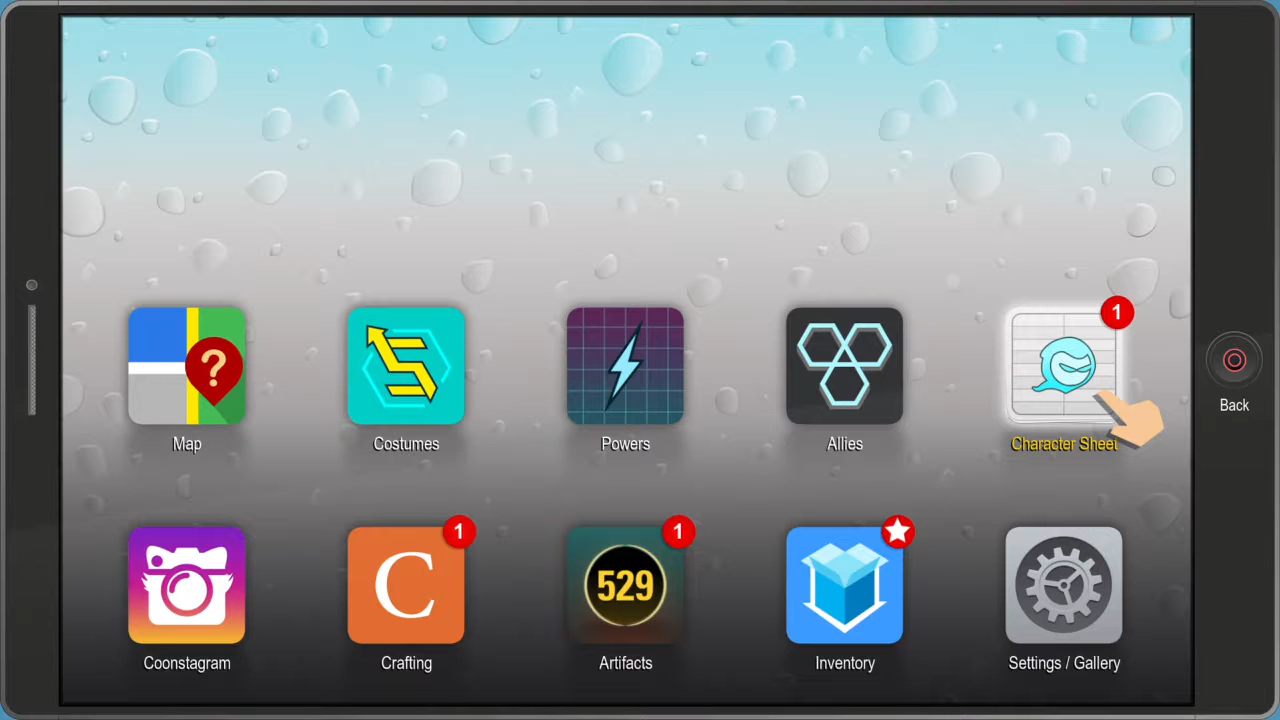 1
?
Map
Costumes
Powers
Allies
Character Sheet
Back
1
1
C
529
Coonstagram
Crafting
Artifacts
Inventory
Settings / Gallery